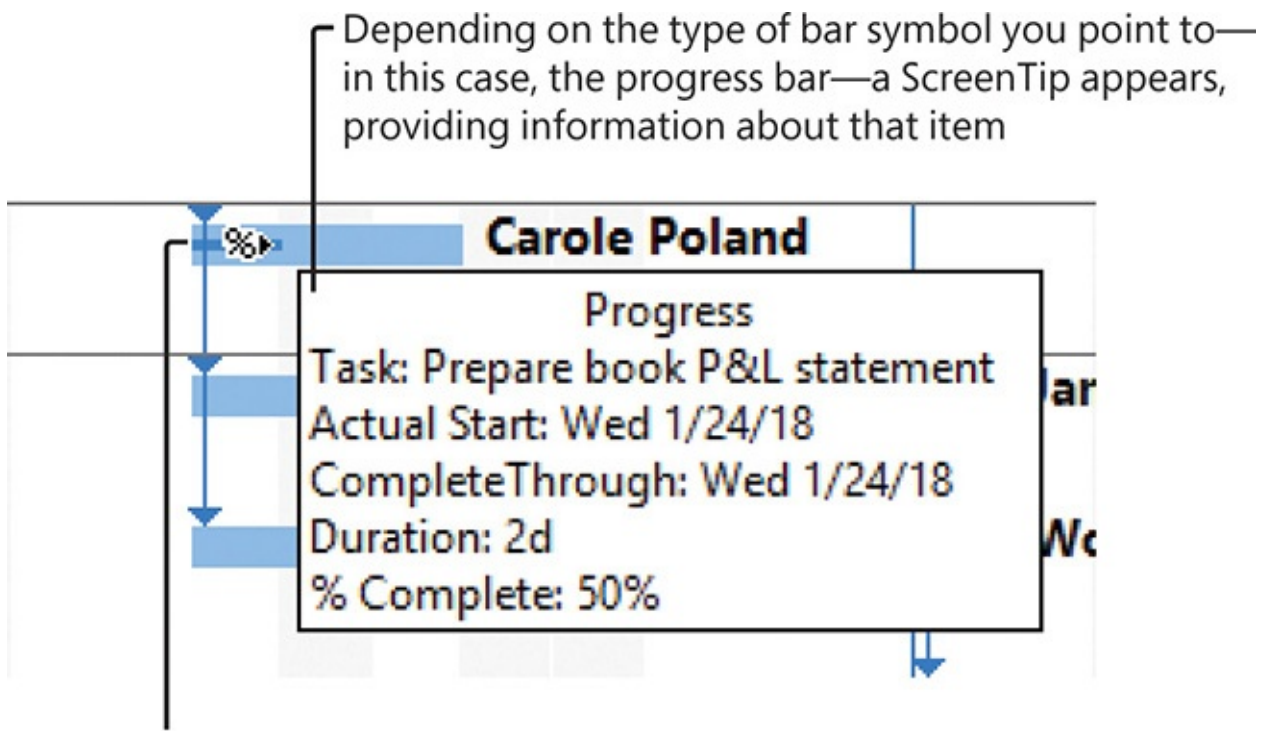 Depending on the type of bar symbol you point to—
in this case, the progress bar—a ScreenTip appears,
providing information about that item
%
Carole Poland
Progress
Task: Prepare book P&L statement
Actual Start: Wed 1/24/18
CompleteThrough: Wed 1/24/18
Duration: 2d
% Complete: 50%